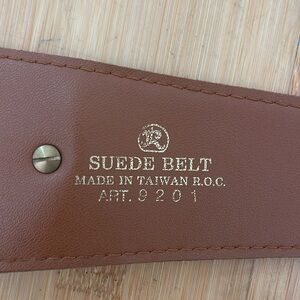 SUEDE BELT
MADE IN TAIWAN R.O.C.
ART. 9201